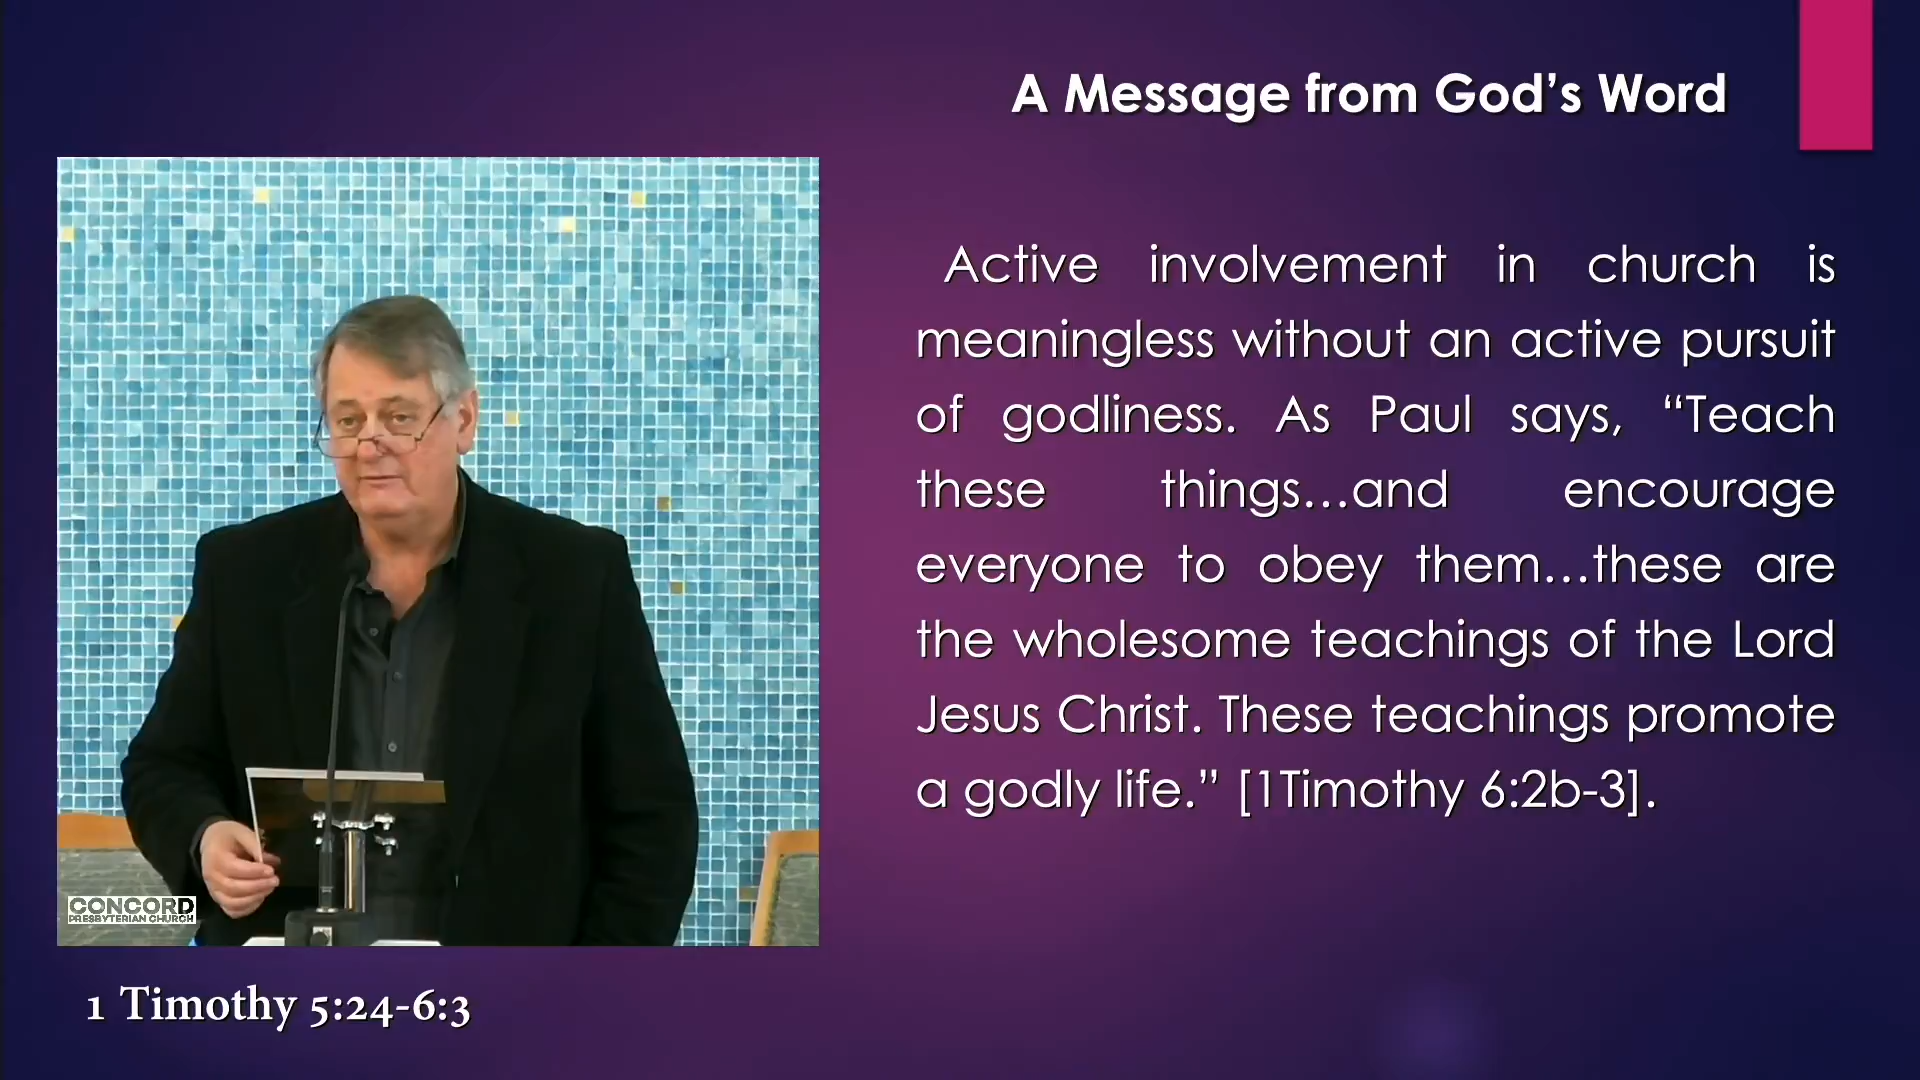 A Message from God’s Word
Active involvement in church is
meaningless without an active pursuit
of godliness. As Paul says, “Teach
these things…and encourage
everyone to obey them…these are
the wholesome teachings of the Lord
Jesus Christ. These teachings promote
a godly life.” [1Timothy 6:2b-3].
CONCORD
PRESBYTERIAN CHURCH
1 Timothy 5:24-6:3